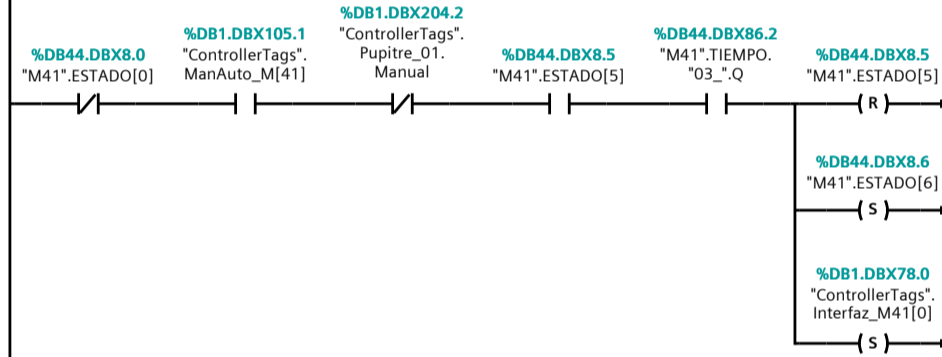 %DB44.DBX8.0
"M41".ESTADO[0]
%DB1.DBX105.1
"ControllerTags".
ManAuto_M[41]
%DB1.DBX204.2
"ControllerTags".
Pupitre_01.
Manual
%DB44.DBX8.5
"M41".ESTADO[5]
%DB44.DBX86.2
"M41".TIEMPO.
"03_".Q
%DB44.DBX8.5
"M41".ESTADO[5]
R
%DB44.DBX8.6
"M41".ESTADO[6]
S
%DB1.DBX78.0
"ControllerTags".
Interfaz_M41[0]
S